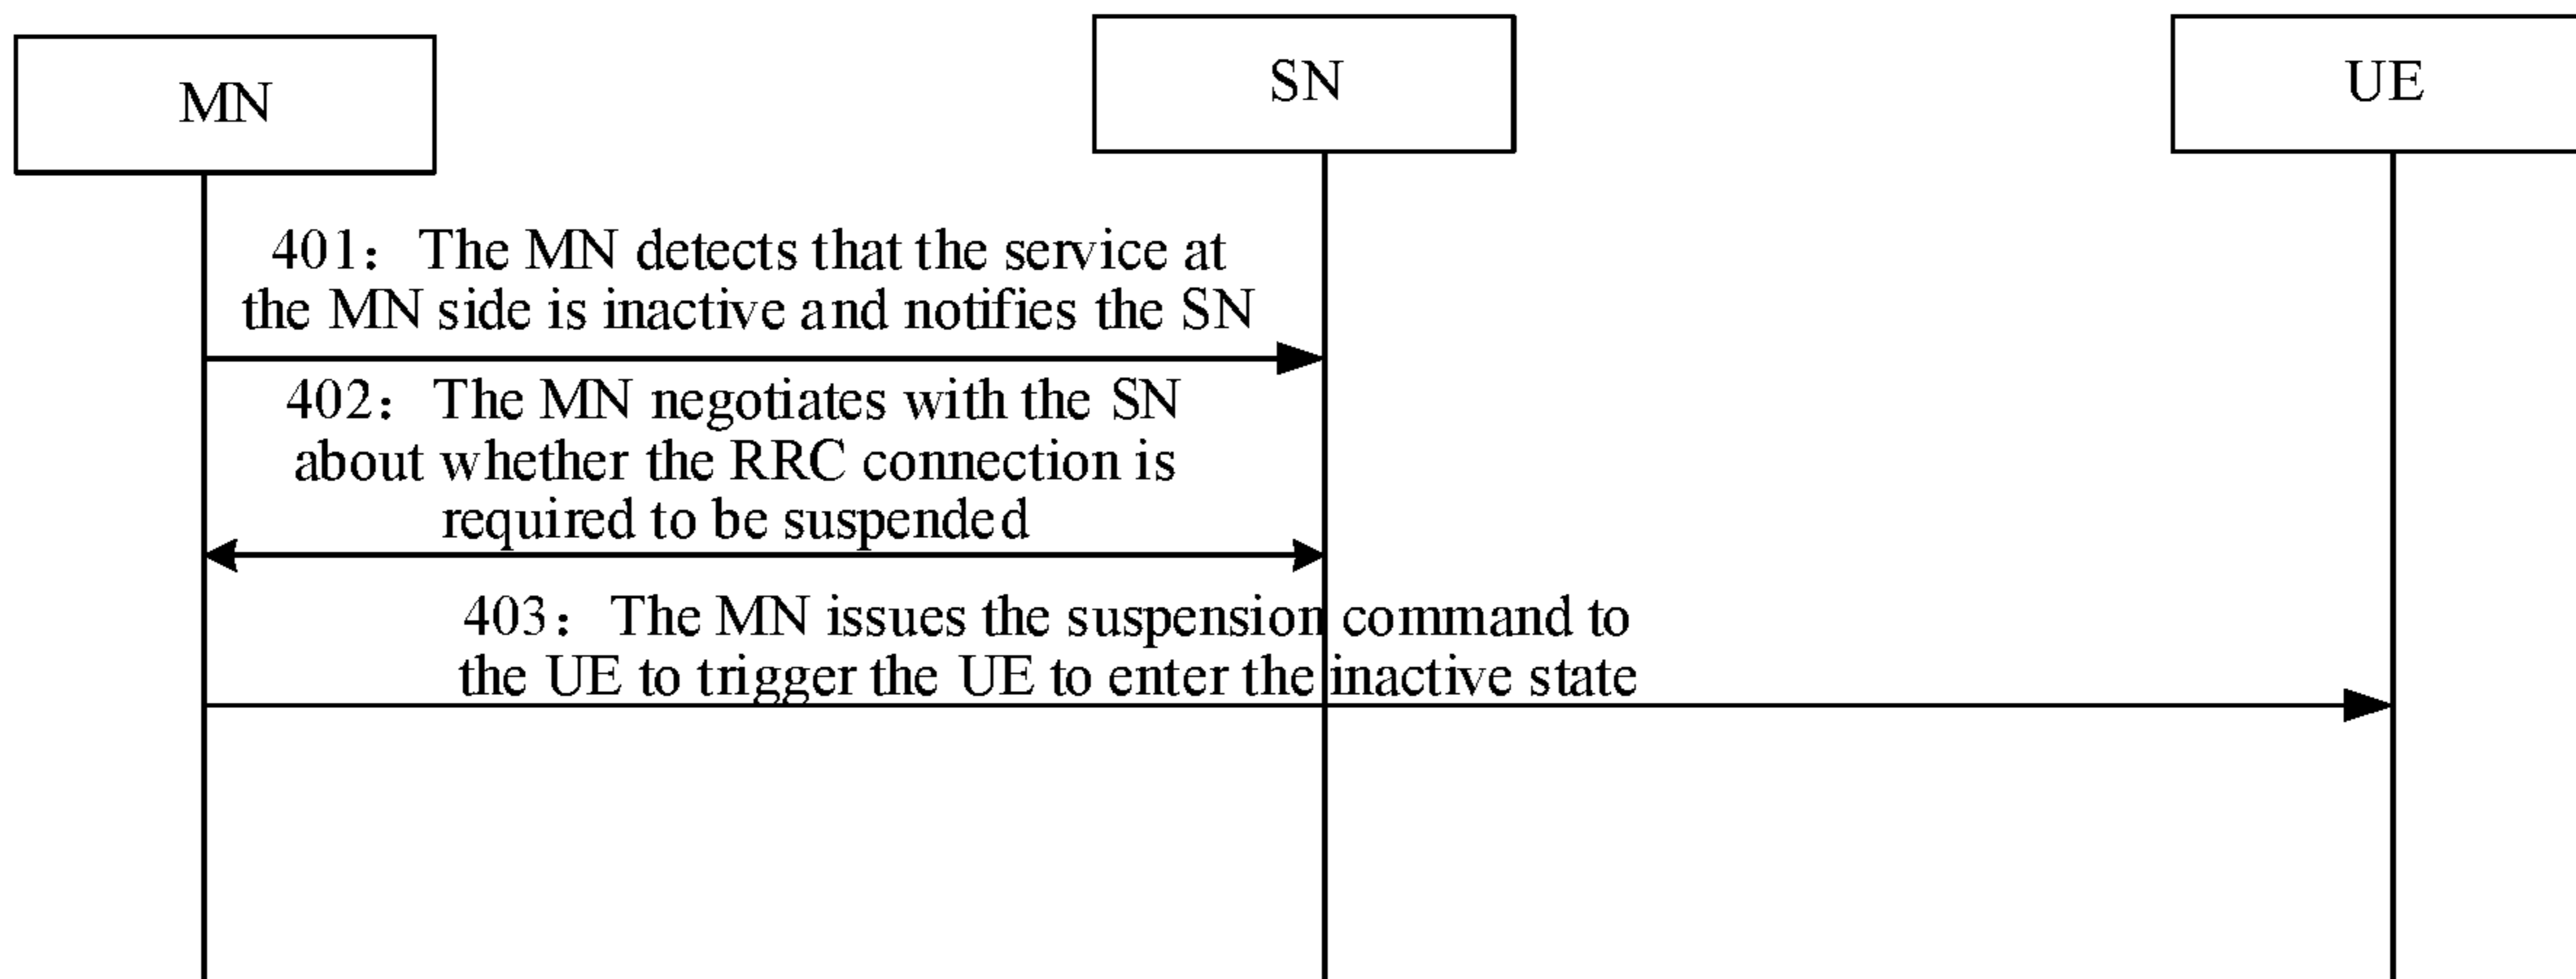 MN
SN
UE
401：The MN detects that the service at
the MN side is inactive and notifies the SN
402：The MN negotiates with the SN
about whether the RRC connection is
required to be suspended
403：The MN issues the suspension command to
the UE to trigger the UE to enter the inactive state